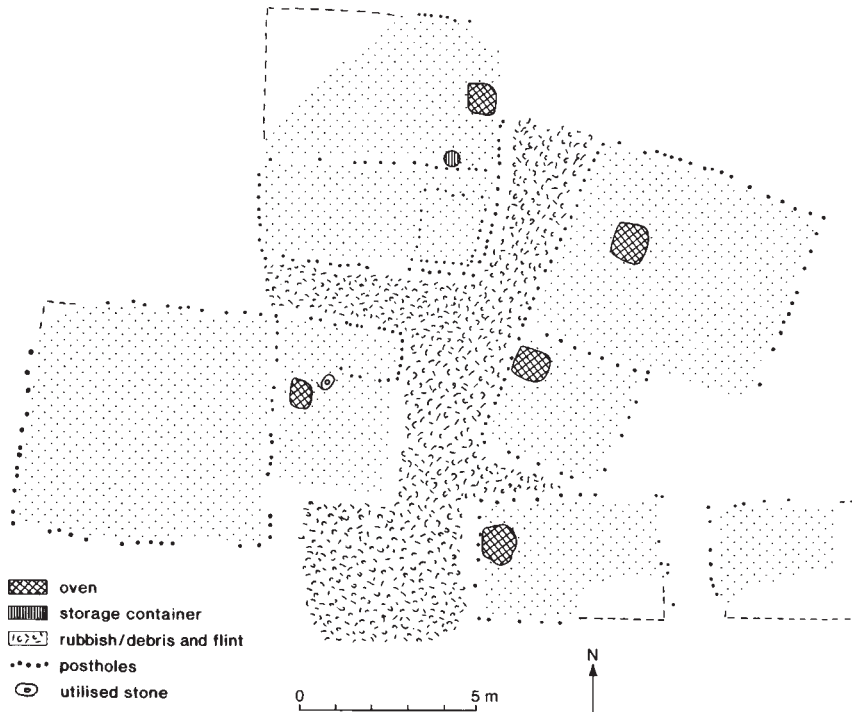 oven
storage container
rubbish/debris and flint
postholes
utilised stone
0 5 m
N